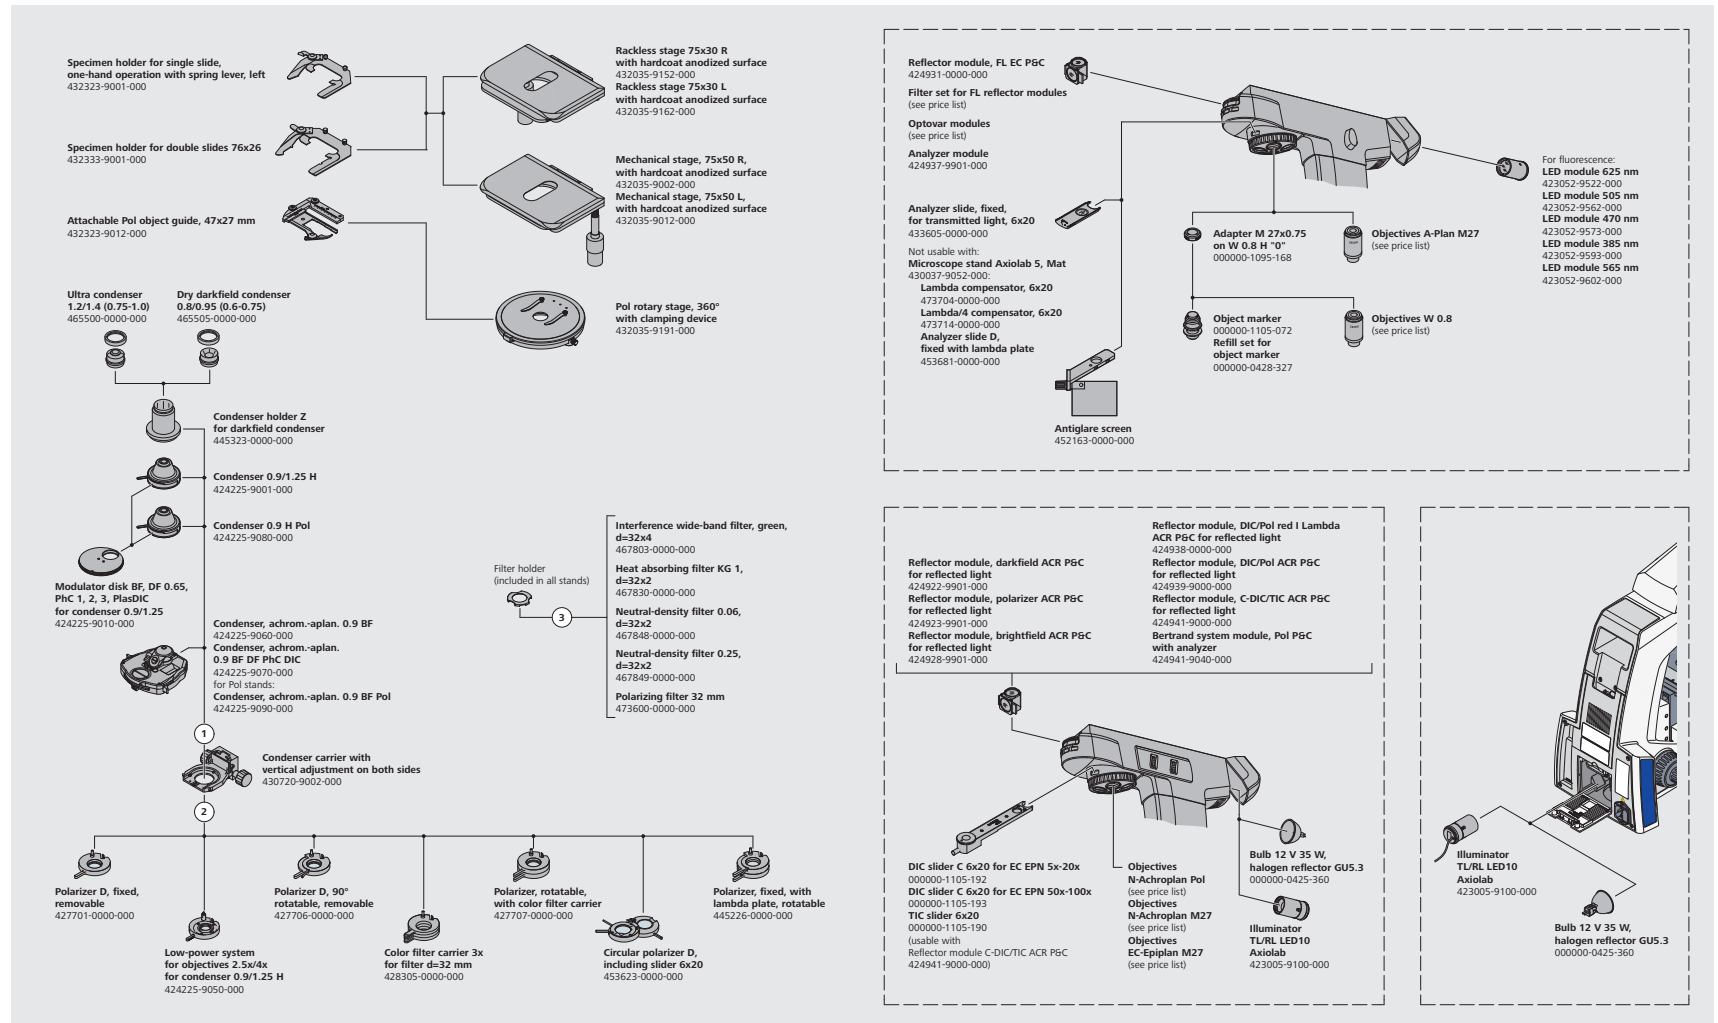 Specimen holder for single slide,
one-hand operation with spring lever, left
432323-9001-000
Specimen holder for double slides 76x26
432333-9001-000
Attachable Pol object guide, 47x27 mm
432323-9012-000
Rackless stage 75x30 R
with hardcoat anodized surface
432035-9152-000
Rackless stage 75x30 L
with hardcoat anodized surface
432035-9162-000
Mechanical stage, 75x50 R,
with hardcoat anodized surface
432035-9002-000
Mechanical stage, 75x50 L,
with hardcoat anodized surface
432035-9012-000
Pol rotary stage, 360°
with clamping device
432035-9191-000
Ultra condenser
1.2/1.4 (0.75-1.0)
465500-0000-000
Dry darkfield condenser
0.8/0.95 (0.6-0.75)
465505-0000-000
Condenser holder Z
for darkfield condenser
445323-0000-000
Condenser 0.9/1.25 H
424225-9001-000
Condenser 0.9 H Pol
424225-9080-000
Modulator disk BF, DF 0.65,
PhC 1, 2, 3, PlasDIC
for condenser 0.9/1.25
424225-9010-000
Condenser, achrom.-aplan. 0.9 BF
424225-9060-000
Condenser, achrom.-aplan.
0.9 BF DF PhC DIC
424225-9070-000
for Pol stands:
Condenser, achrom.-aplan. 0.9 BF Pol
424225-9090-000
1
Condenser carrier with
vertical adjustment on both sides
430720-9002-000
2
Filter holder
(included in all stands)
3
Interference wide-band filter, green,
d=32x4
467803-0000-000
Heat absorbing filter KG 1,
d=32x2
467830-0000-000
Neutral-density filter 0.06,
d=32x2
467848-0000-000
Neutral-density filter 0.25,
d=32x2
467849-0000-000
Polarizing filter 32 mm
473600-0000-000
Polarizer D, fixed,
removable
427701-0000-000
Low-power system
for objectives 2.5x/4x
for condenser 0.9/1.25 H
424225-9050-000
Polarizer D, 90°
rotatable, removable
427706-0000-000
Color filter carrier 3x
for filter d=32 mm
428305-0000-000
Polarizer, rotatable,
with color filter carrier
427707-0000-000
Circular polarizer D,
including slider 6x20
453623-0000-000
Polarizer, fixed, with
lambda plate, rotatable
445226-0000-000
Reflector module, FL EC P&C
424931-0000-000
Filter set for FL reflector modules
(see price list)
Optovar modules
(see price list)
Analyzer module
424937-9901-000
Analyzer slide, fixed,
for transmitted light, 6x20
433605-0000-000
Not usable with:
Microscope stand Axiolab 5, Mat
430037-9052-000:
Lambda compensator, 6x20
473704-0000-000
Lambda/4 compensator, 6x20
473714-0000-000
Analyzer slide D,
fixed with lambda plate
453681-0000-000
Antiglare screen
452163-0000-000
Adapter M 27x0.75
on W 0.8 H "0"
000000-1095-168
Objectives A-Plan M27
(see price list)
Object marker
000000-1105-072
Refill set for
object marker
000000-0428-327
Objectives W 0.8
(see price list)
For fluorescence:
LED module 625 nm
423052-9522-000
LED module 505 nm
423052-9562-000
LED module 470 nm
423052-9573-000
LED module 385 nm
423052-9593-000
LED module 565 nm
423052-9602-000
Reflector module, darkfield ACR P&C
for reflected light
424922-9901-000
Reflector module, polarizer ACR P&C
for reflected light
424923-9901-000
Reflector module, brightfield ACR P&C
for reflected light
424928-9901-000
Reflector module, DIC/Pol red I Lambda
ACR P&C for reflected light
424938-0000-000
Reflector module, DIC/Pol ACR P&C
for reflected light
424939-9000-000
Reflector module, C-DIC/TIC ACR P&C
for reflected light
424941-9000-000
Bertrand system module, Pol P&C
with analyzer
424941-9040-000
DIC slider C 6x20 for EC EPN 5x-20x
000000-1105-192
DIC slider C 6x20 for EC EPN 50x-100x
000000-1105-193
TIC slider 6x20
000000-1105-190
(usable with
Reflector module C-DIC/TIC ACR P&C
424941-9000-000)
Objectives
N-Achroplan Pol
(see price list)
Objectives
N-Achroplan M27
(see price list)
Objectives
EC-Epiplan M27
(see price list)
Bulb 12 V 35 W,
halogen reflector GU5.3
000000-0425-360
Illuminator
TL/RL LED10
Axiolab
423005-9100-000
Illuminator
TL/RL LED10
Axiolab
423005-9100-000
Bulb 12 V 35 W,
halogen reflector GU5.3
000000-0425-360